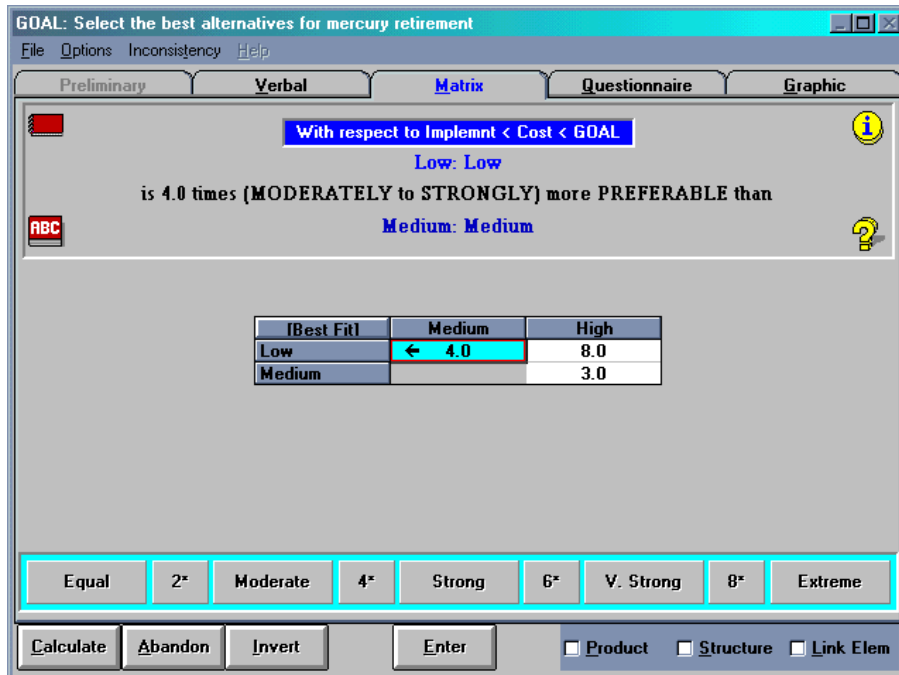 GOAL: Select the best alternatives for mercury retirement
File Options Inconsistency Help
Preliminary Verbal Matrix Questionnaire Graphic
With respect to Implemnt < Cost < GOAL
Low: Low
is 4.0 times (MODERATELY to STRONGLY) more PREFERABLE than
ABC Medium: Medium
[Best Fit] Medium High
Low 4.0 8.0
Medium 3.0
Equal 2* Moderate 4* Strong 6* V. Strong 8* Extreme
Calculate Abandon Invert Enter Product Structure Link Elem